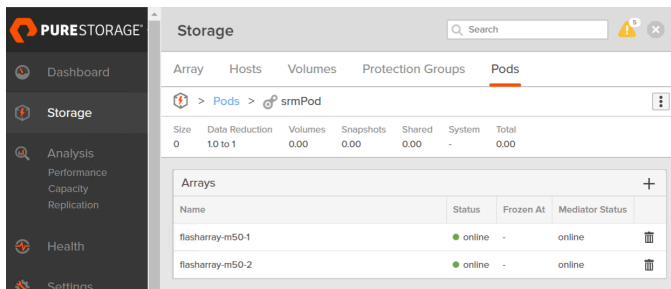 PURESTORAGE®
Dashboard
Storage
Analysis
Performance
Capacity
Replication
Health
Settings
Storage
Search
5
Array Hosts Volumes Protection Groups Pods
> Pods > srmPod
Size Data Reduction Volumes Snapshots Shared System Total
0 1.0 to 1 0.00 0.00 0.00 - 0.00
Arrays +
Name Status Frozen At Mediator Status
flasharray-m50-1 online - online
flasharray-m50-2 online - online